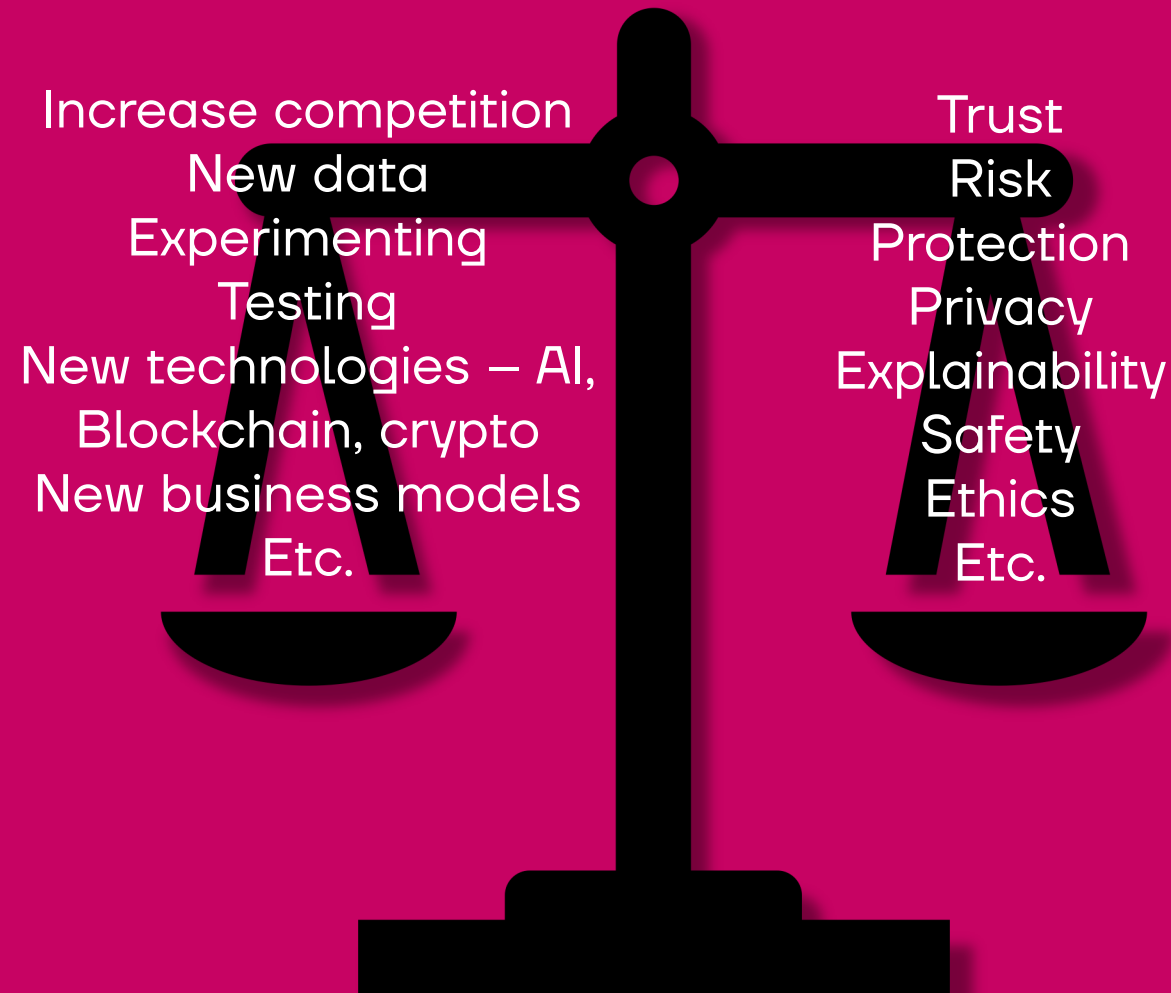 Increase competition
New data
Experimenting
Testing
New technologies – AI,
Blockchain, crypto
New business models
Etc.
Trust
Risk
Protection
Privacy
Explainability
Safety
Ethics
Etc.